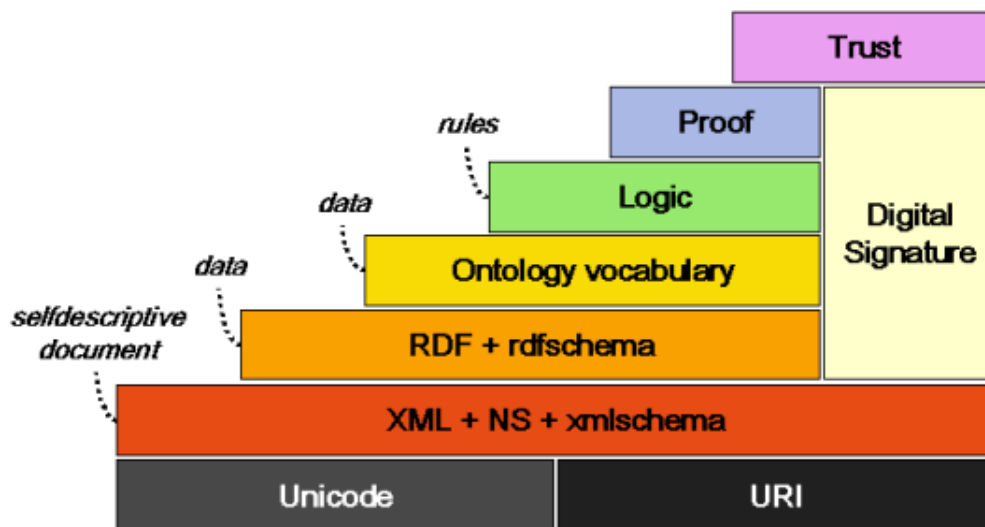 Trust
Proof
rules
Logic
Digital
Signature
data
Ontology vocabulary
data
RDF + rdfschema
selfdescriptive
document
XML + NS + xmlschema
Unicode
URI